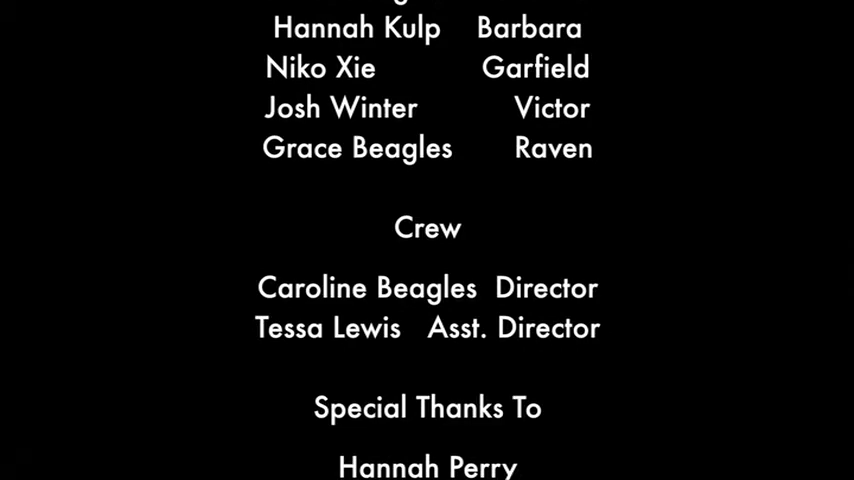 Hannah Kulp Barbara
Niko Xie Garfield
Josh Winter Victor
Grace Beagles Raven
Crew
Caroline Beagles Director
Tessa Lewis Asst. Director
Special Thanks To
Hannah Perry